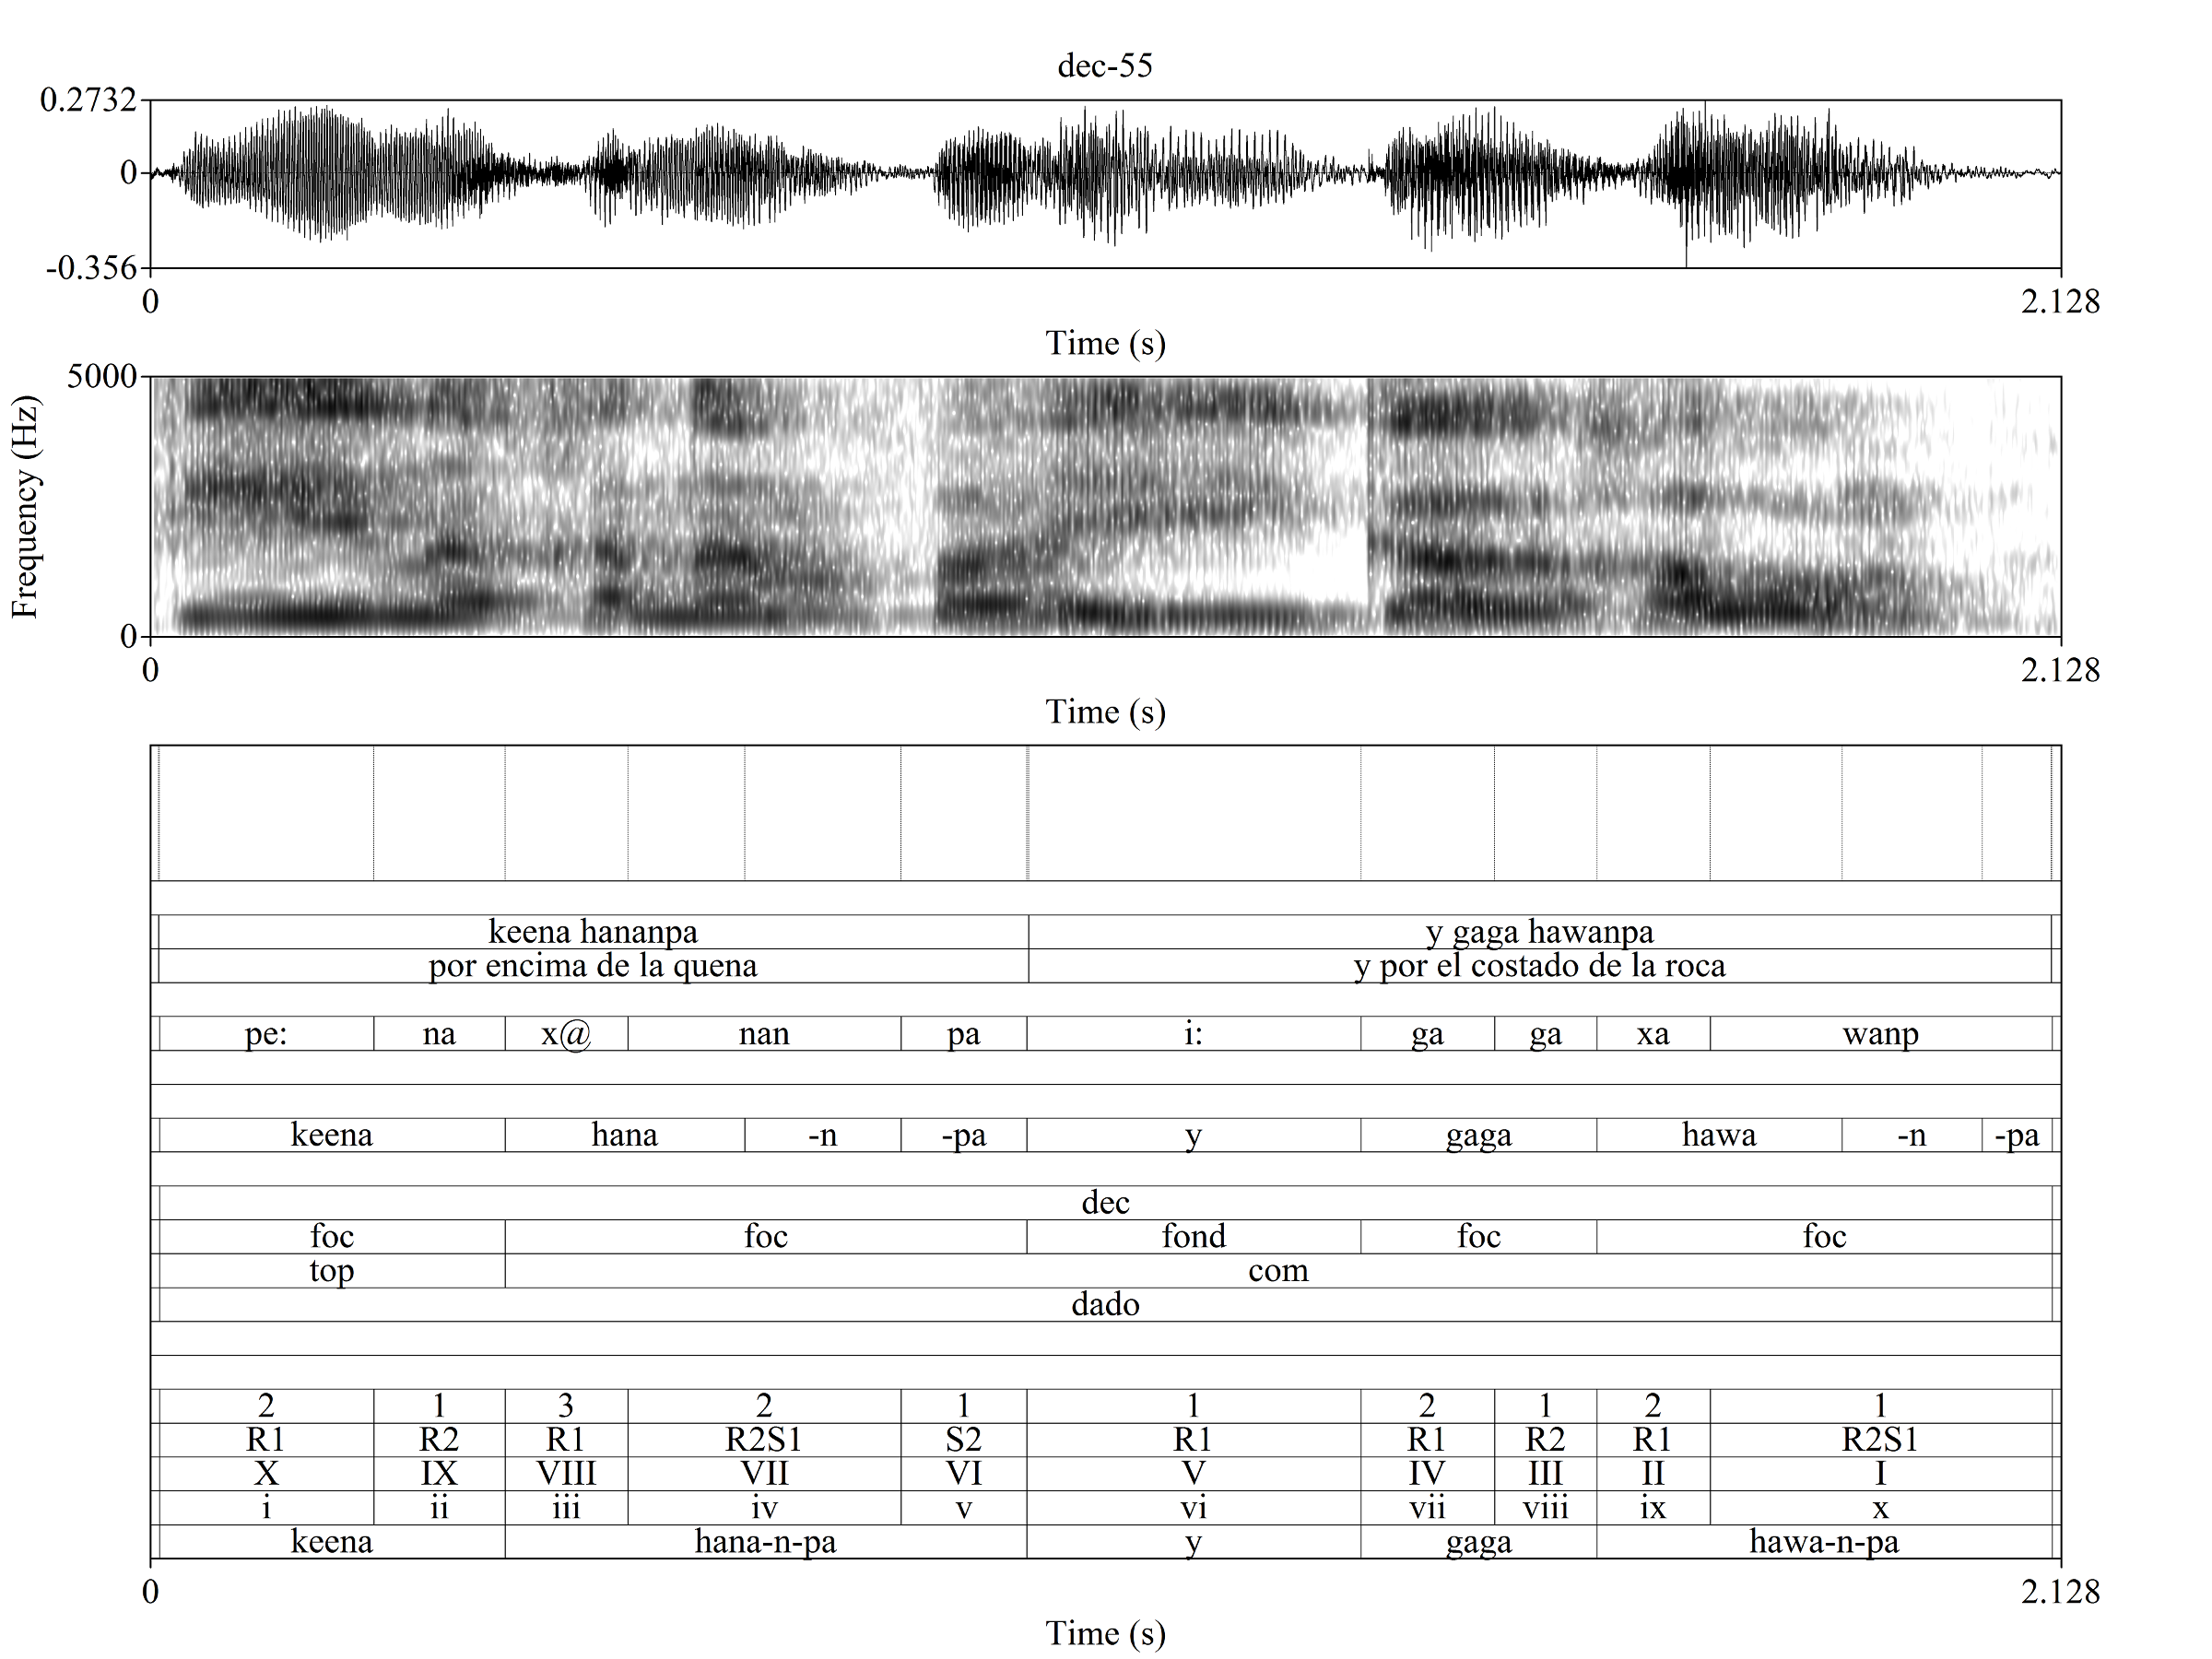 dec-55
0.2732
0
-0.356
0 2.128
Time (s)
5000
Frequency (Hz)
0
0 2.128
Time (s)
keena hananpa y gaga hawanpa
por encima de la quena y por el costado de la roca
pe: na x@ nan pa i: ga ga xa wanp
keena hana -n -pa y gaga hawa -n -pa
dec
foc foc fond foc foc
top com
dado
2 1 3 2 1 1 2 1 2 1
R1 R2 R1 R2S1 S2 R1 R1 R2 R1 R2S1
X IX VIII VII VI V IV III II I
i ii iii iv v vi vii viii ix x
keena hana-n-pa y gaga hawa-n-pa
0 2.128
Time (s)